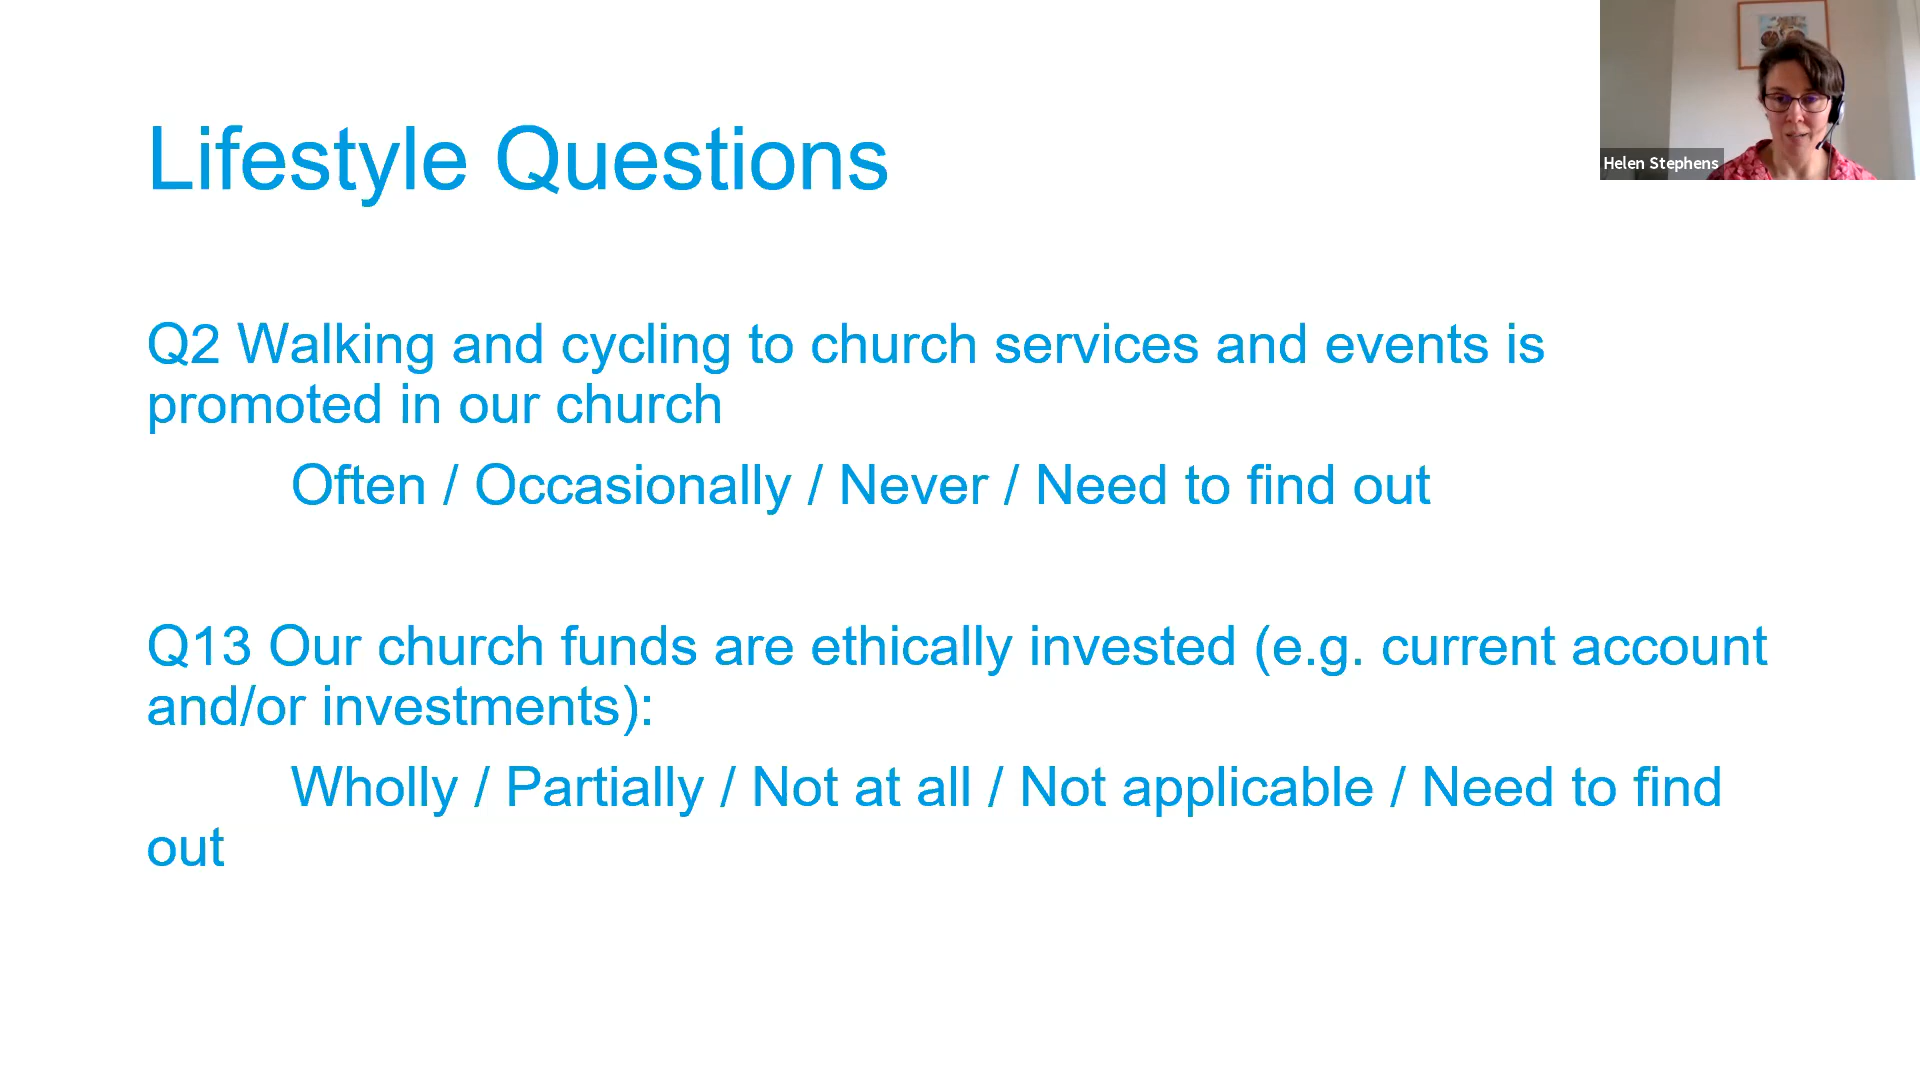 Lifestyle Questions
Helen Stephens
Q2 Walking and cycling to church services and events is
promoted in our church
Often / Occasionally / Never / Need to find out
Q13 Our church funds are ethically invested (e.g. current account
and/or investments):
Wholly / Partially / Not at all / Not applicable / Need to find
out